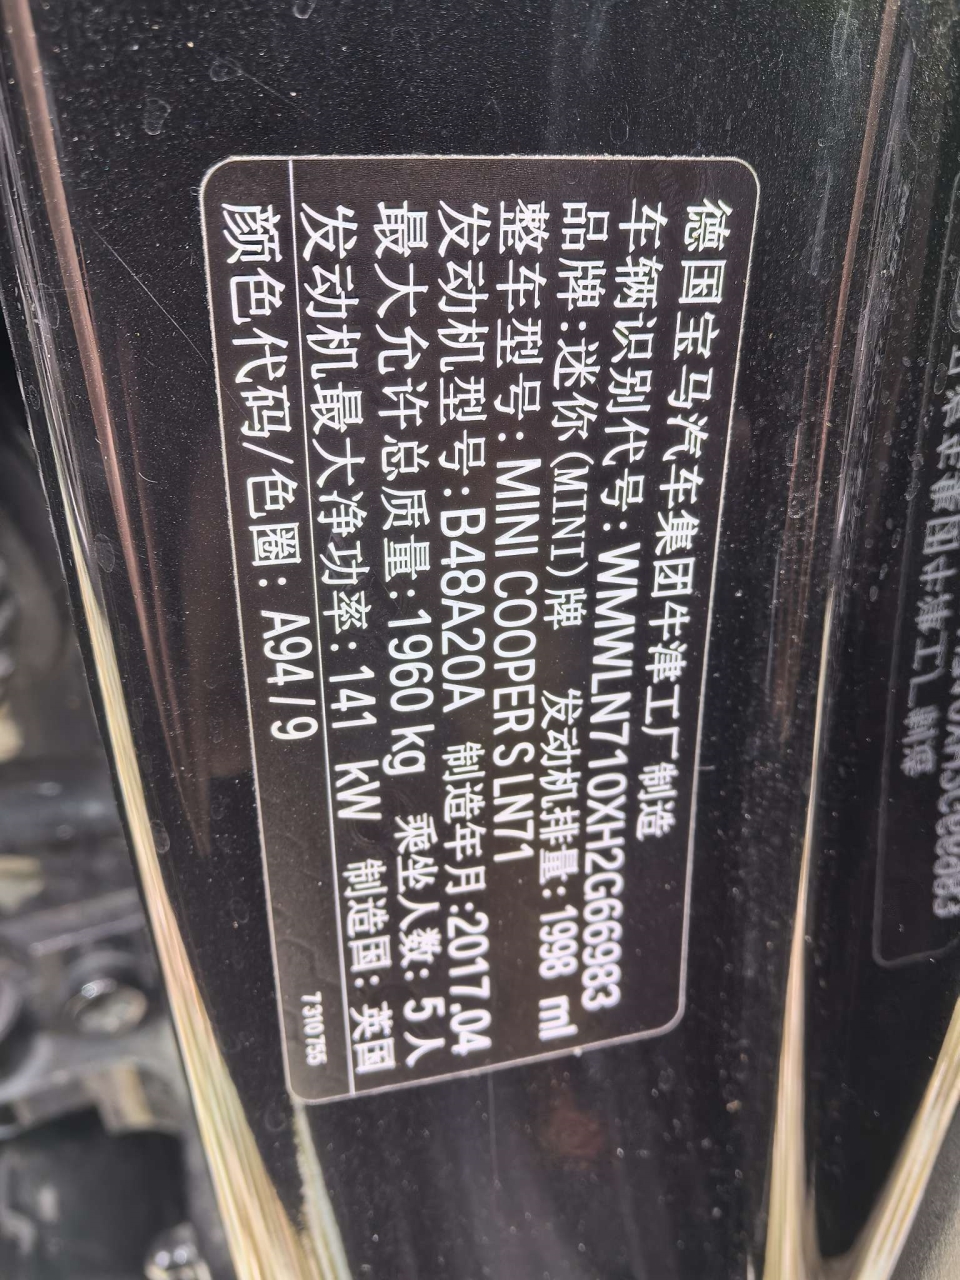 德国宝马汽车集团牛津工厂制造
车辆识别代号：WMWLN710XH2G66983
品牌：迷你(MINI)牌 发动机排量：1998 ml
整车型号：MINI COOPER S LN71
发动机型号：B48A20A 制造年月：2017.04
最大允许总质量：1960 kg 乘坐人数：5人
发动机最大净功率：141 kW 制造国：英国
颜色代码/色圈：A94/9
7310755